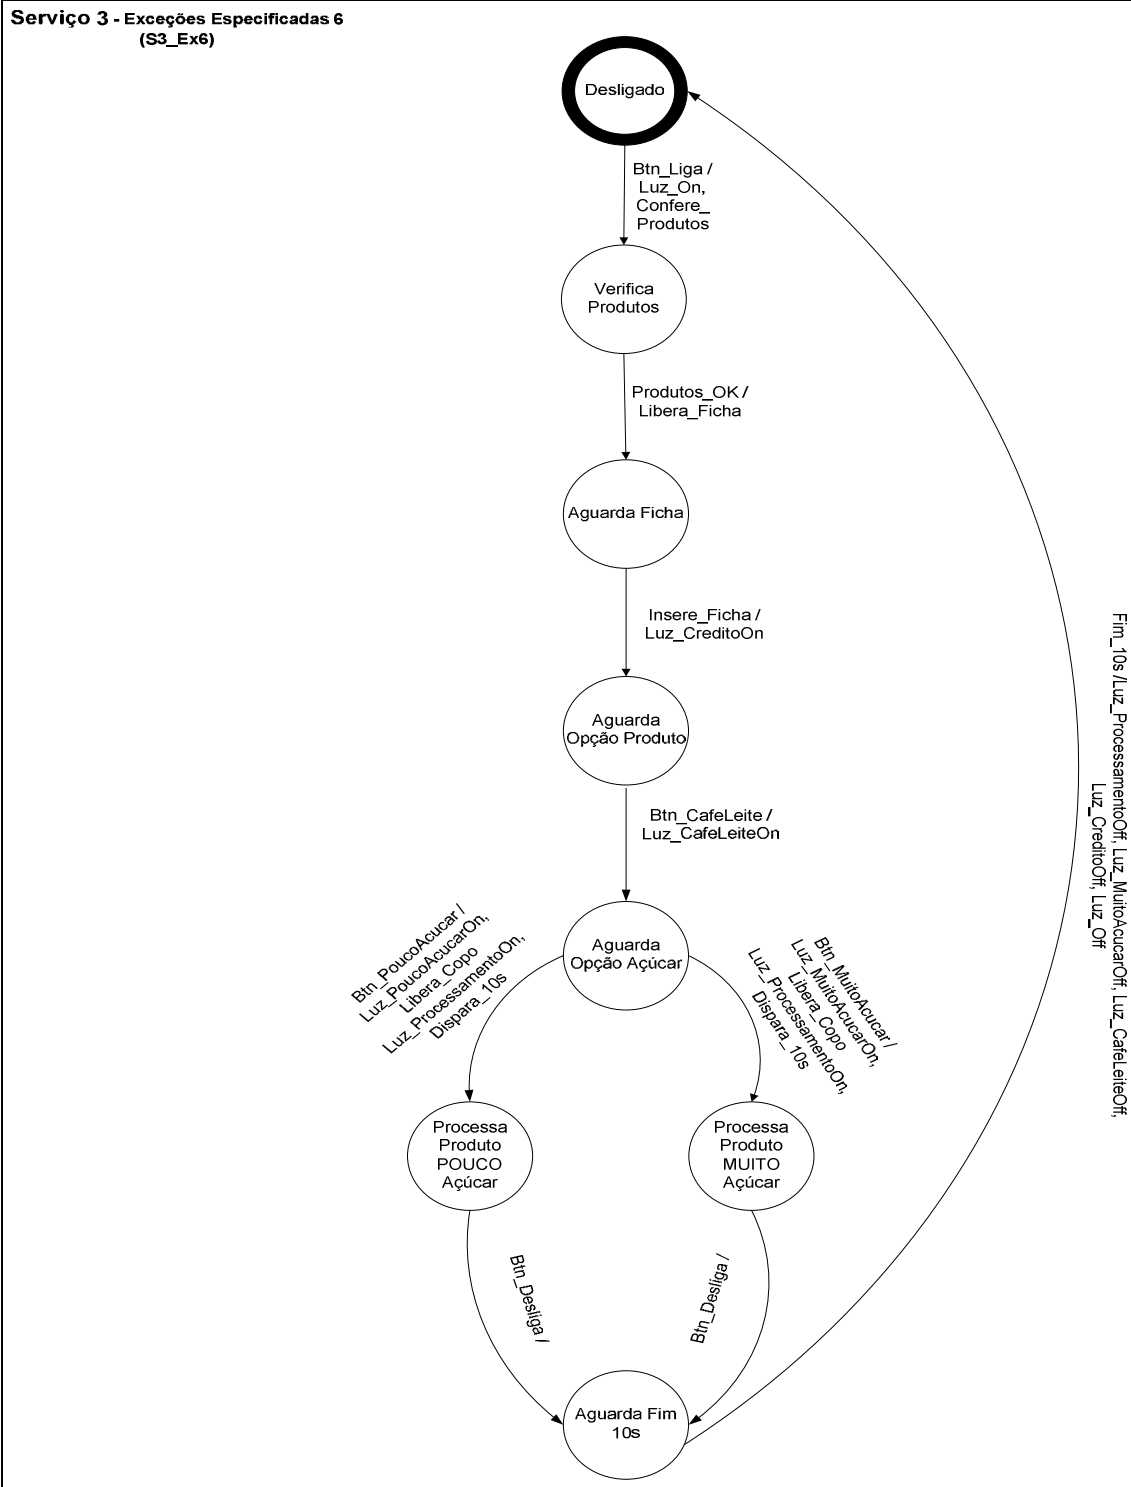 Serviço 3 - Exceções Especificadas 6
(S3_Ex6)
Desligado
Btn_Liga /
Luz_On,
Confere_
Produtos
Verifica
Produtos
Produtos_OK /
Libera_Ficha
Aguarda Ficha
Insere_Ficha /
Luz_CreditoOn
Aguarda
Opção Produto
Btn_CafeLeite /
Luz_CafeLeiteOn
Aguarda
Opção Açúcar
Btn_PoucoAcucar /
Luz_PoucoAcucarOn,
Libera_Copo
Luz_ProcessamentoOn,
Dispara_10s
Btn_MuitoAcucar /
Luz_MuitoAcucarOn,
Libera_Copo
Luz_ProcessamentoOn,
Dispara_10s
Processa
Produto
POUCO
Açúcar
Processa
Produto
MUITO
Açúcar
Btn_Desliga /
Btn_Desliga /
Aguarda Fim
10s
Fim_10s /Luz_ProcessamentoOff, Luz_MuitoAcucarOff, Luz_CafeLeiteOff,
Luz_CreditoOff, Luz_Off